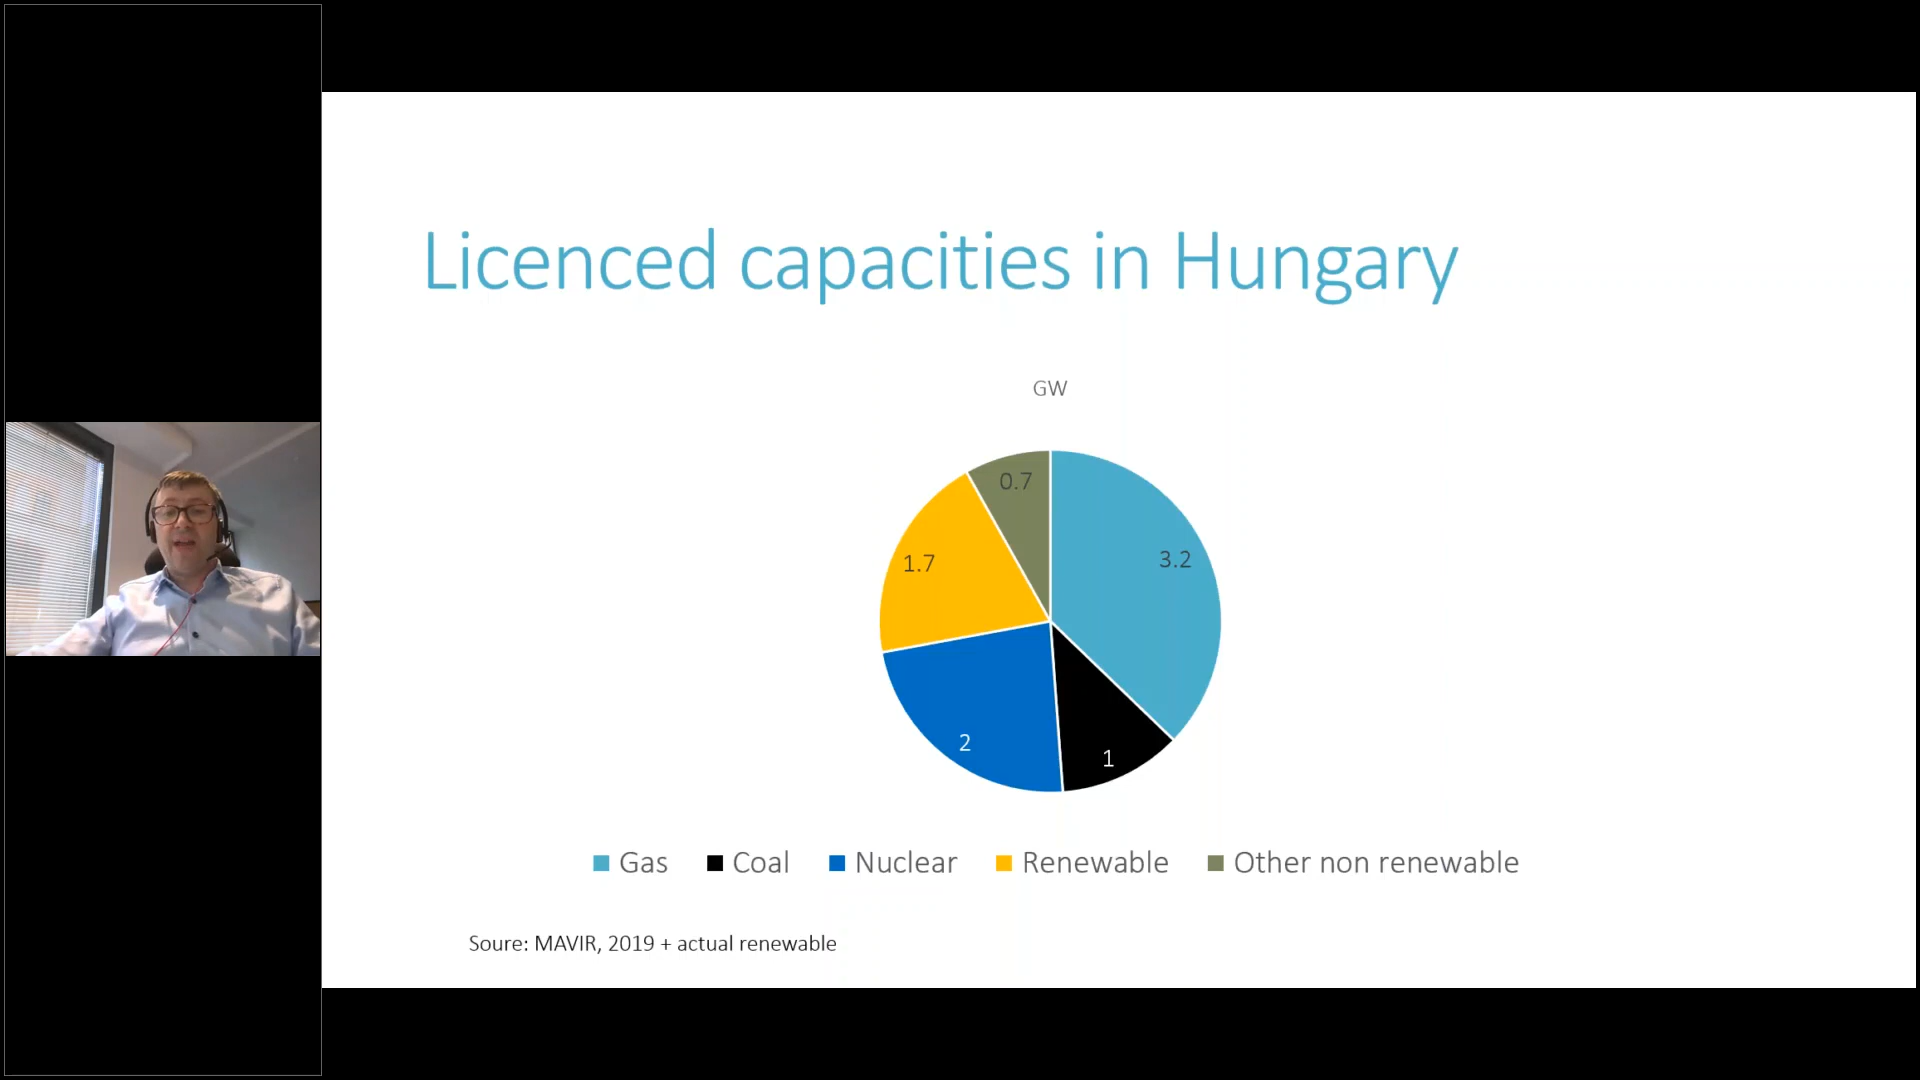 Licenced capacities in Hungary
GW
0.7
3.2
1.7
2
1
Gas Coal Nuclear Renewable Other non renewable
Soure: MAVIR, 2019 + actual renewable